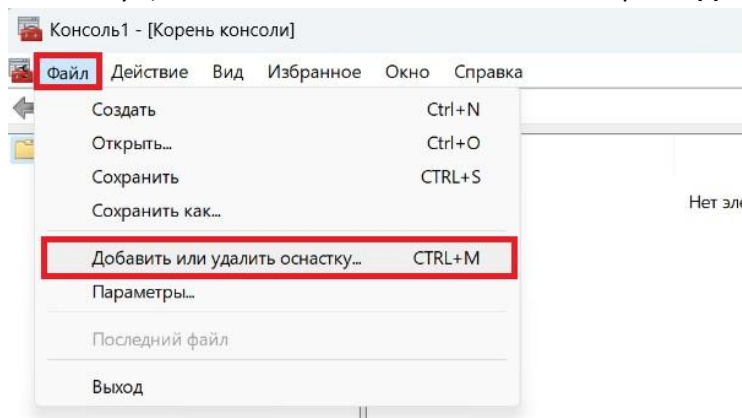 Консоль1 - [Корень консоли]
Файл Действие Вид Избранное Окно Справка
Создать Ctrl+N
Открыть... Ctrl+O
Сохранить CTRL+S
Сохранить как...
Нет
Добавить или удалить оснастку... CTRL+M
Параметры...
Последний файл
Выход